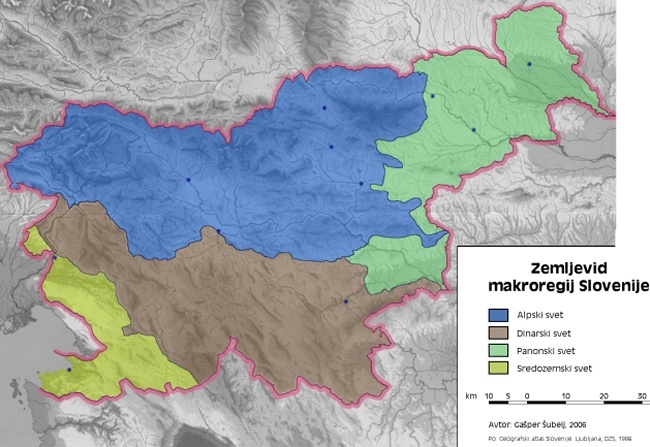 Zemljevid
makroregij Slovenije
Alpski svet
Dinarski svet
Panonski svet
Sredozemski svet
km 10 5 0 10 20 30
Avtor: Gašper Šubelj, 2006
Po: Geografski atlas Slovenije. Ljubljana, DZS, 1998